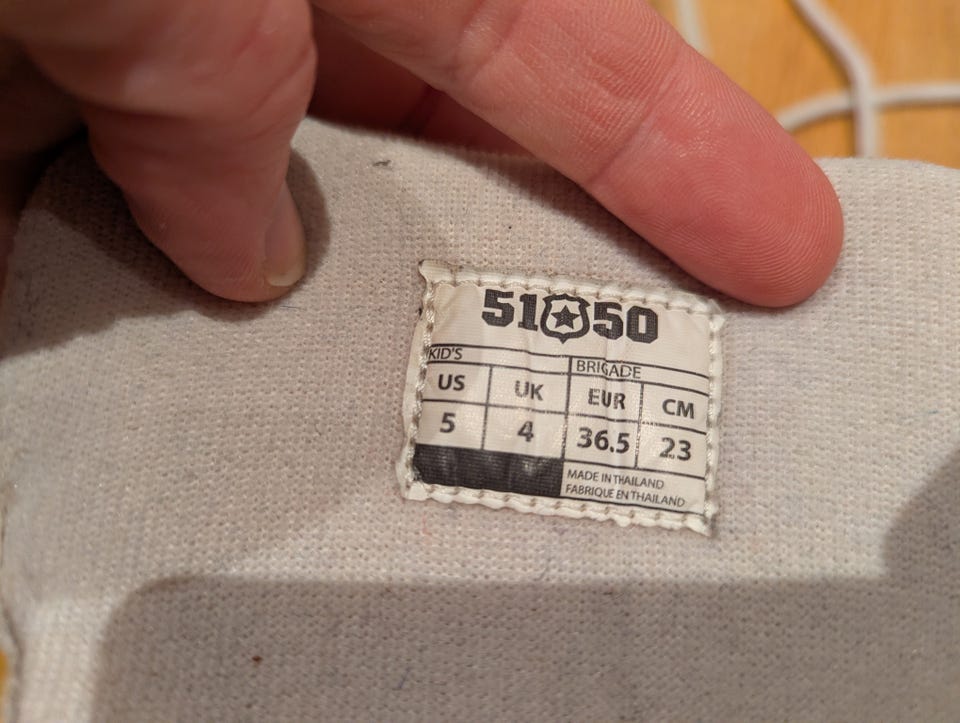 51 50
KID'S BRIGADE
US UK EUR CM
5 4 36.5 23
MADE IN THAILAND
FABRIQUE EN THAILAND